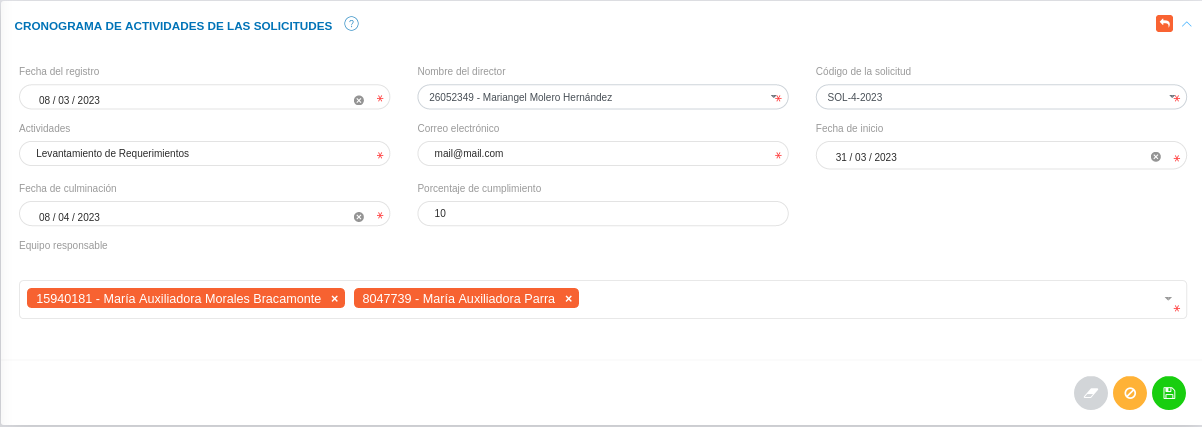 CRONOGRAMA DE ACTIVIDADES DE LAS SOLICITUDES ?
Fecha del registro Nombre del director Código de la solicitud
08 / 03 / 2023 * 26052349 - Mariangel Molero Hernández * SOL-4-2023 *
Actividades Correo electrónico Fecha de inicio
Levantamiento de Requerimientos * mail@mail.com * 31 / 03 / 2023 *
Fecha de culminación Porcentaje de cumplimiento
08 / 04 / 2023 * 10
Equipo responsable
15940181 - María Auxiliadora Morales Bracamonte × 8047739 - María Auxiliadora Parra × *